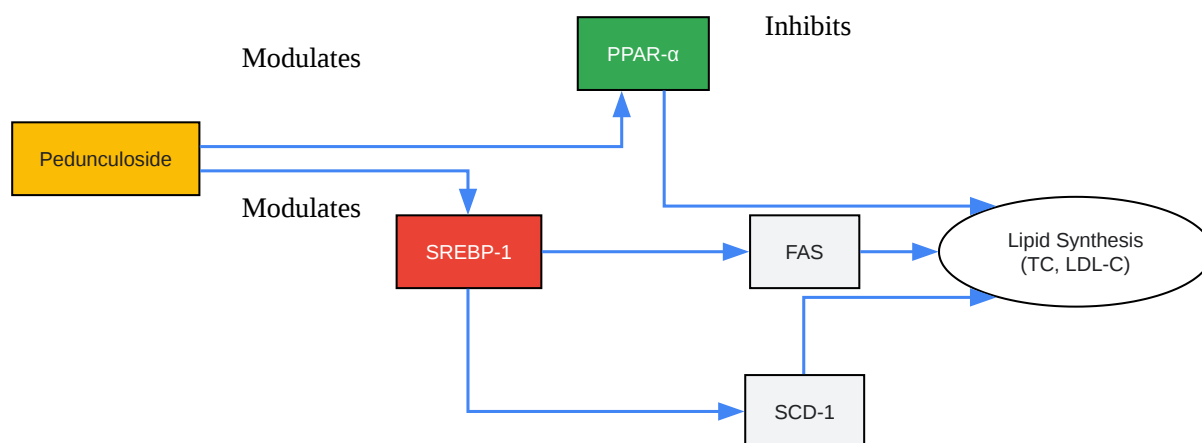 Inhibits
Modulates
PPAR-α
Pedunculoside
Modulates
SREBP-1
FAS
Lipid Synthesis
(TC, LDL-C)
SCD-1